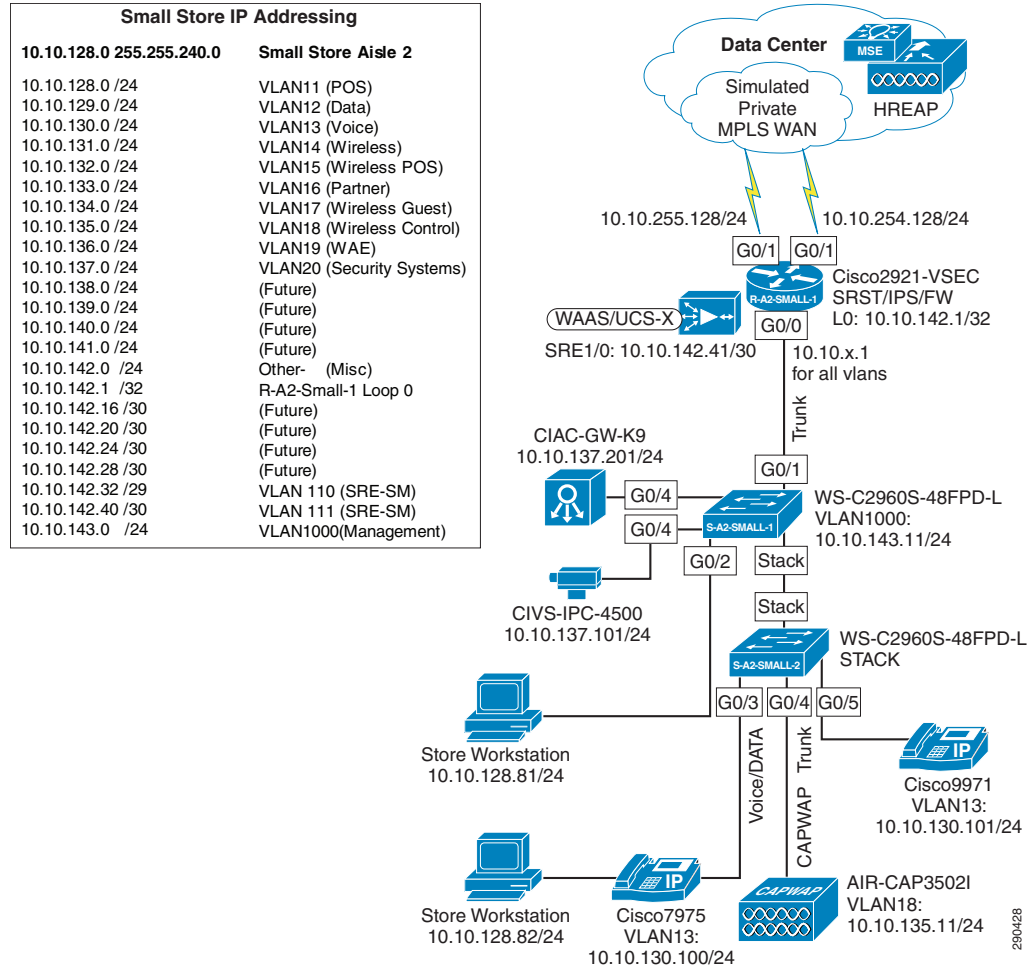 Small Store IP Addressing
10.10.128.0 255.255.240.0 Small Store Aisle 2
10.10.128.0 /24 VLAN11 (POS)
10.10.129.0 /24 VLAN12 (Data)
10.10.130.0 /24 VLAN13 (Voice)
10.10.131.0 /24 VLAN14 (Wireless)
10.10.132.0 /24 VLAN15 (Wireless POS)
10.10.133.0 /24 VLAN16 (Partner)
10.10.134.0 /24 VLAN17 (Wireless Guest)
10.10.135.0 /24 VLAN18 (Wireless Control)
10.10.136.0 /24 VLAN19 (WAE)
10.10.137.0 /24 VLAN20 (Security Systems)
10.10.138.0 /24 (Future)
10.10.139.0 /24 (Future)
10.10.140.0 /24 (Future)
10.10.141.0 /24 (Future)
10.10.142.0 /24 Other- (Misc)
10.10.142.1 /32 R-A2-Small-1 Loop 0
10.10.142.16 /30 (Future)
10.10.142.20 /30 (Future)
10.10.142.24 /30 (Future)
10.10.142.28 /30 (Future)
10.10.142.32 /29 VLAN 110 (SRE-SM)
10.10.142.40 /30 VLAN 111 (SRE-SM)
10.10.143.0 /24 VLAN1000(Management)
Data Center
MSE
HREAP
Simulated
Private
MPLS WAN
10.10.255.128/24
10.10.254.128/24
G0/1
G0/1
R-A2-SMALL-1
Cisco2921-VSEC
SRST/IPS/FW
L0: 10.10.142.1/32
WAAS/UCS-X
SRE1/0: 10.10.142.41/30
G0/0
10.10.x.1
for all vlans
Trunk
CIAC-GW-K9
10.10.137.201/24
G0/1
G0/4
S-A2-SMALL-1
WS-C2960S-48FPD-L
VLAN1000:
10.10.143.11/24
G0/4
G0/2
Stack
CIVS-IPC-4500
10.10.137.101/24
Stack
S-A2-SMALL-2
WS-C2960S-48FPD-L
STACK
G0/3
G0/4
G0/5
Store Workstation
10.10.128.81/24
Voice/DATA
CAPWAP Trunk
IP
Cisco9971
VLAN13:
10.10.130.101/24
Store Workstation
10.10.128.82/24
IP
Cisco7975
VLAN13:
10.10.130.100/24
CAPWAP
AIR-CAP3502I
VLAN18:
10.10.135.11/24
290428